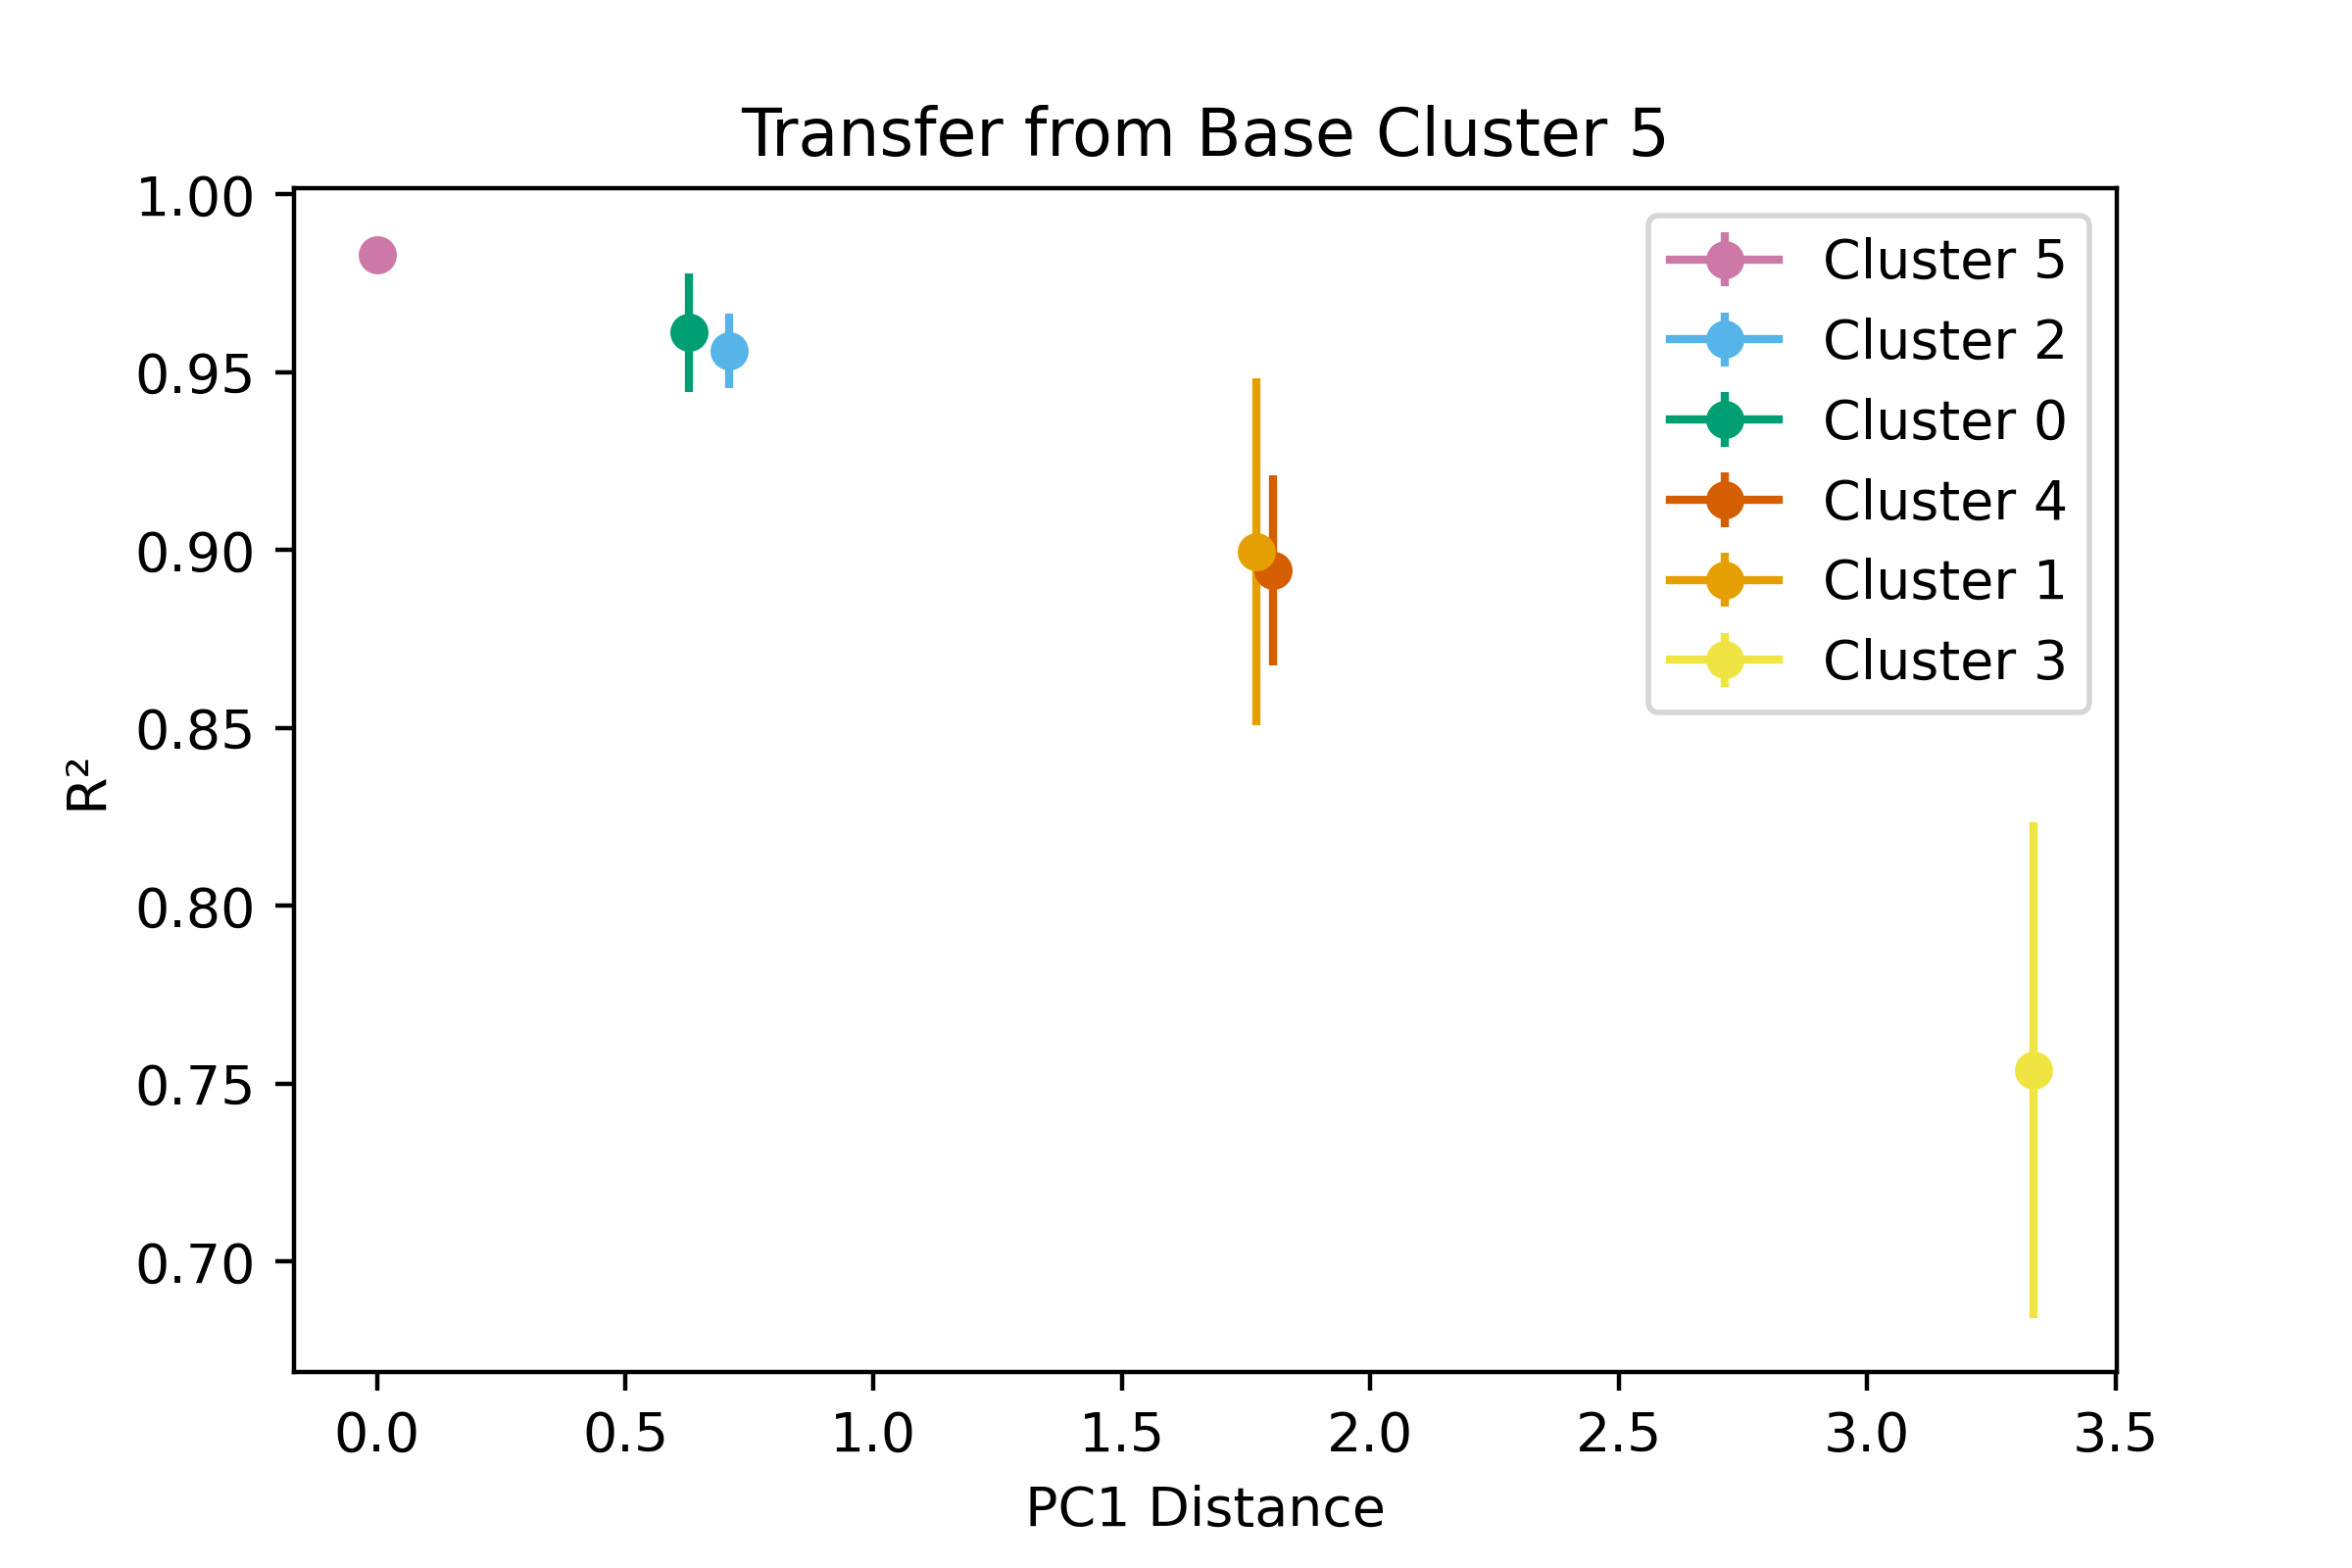 Transfer from Base Cluster 5
1.00
0.95
0.90
0.85
0.80
0.75
0.70
R²
Cluster 5
Cluster 2
Cluster 0
Cluster 4
Cluster 1
Cluster 3
0.0 0.5 1.0 1.5 2.0 2.5 3.0 3.5
PC1 Distance